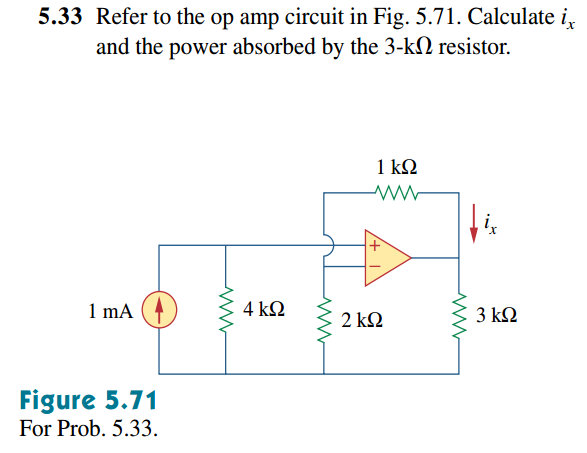 5.33 Refer to the op amp circuit in Fig. 5.71. Calculate iₓ
and the power absorbed by the 3-kΩ resistor.
1 kΩ
iₓ
+
−
1 mA
4 kΩ
2 kΩ
3 kΩ
Figure 5.71
For Prob. 5.33.